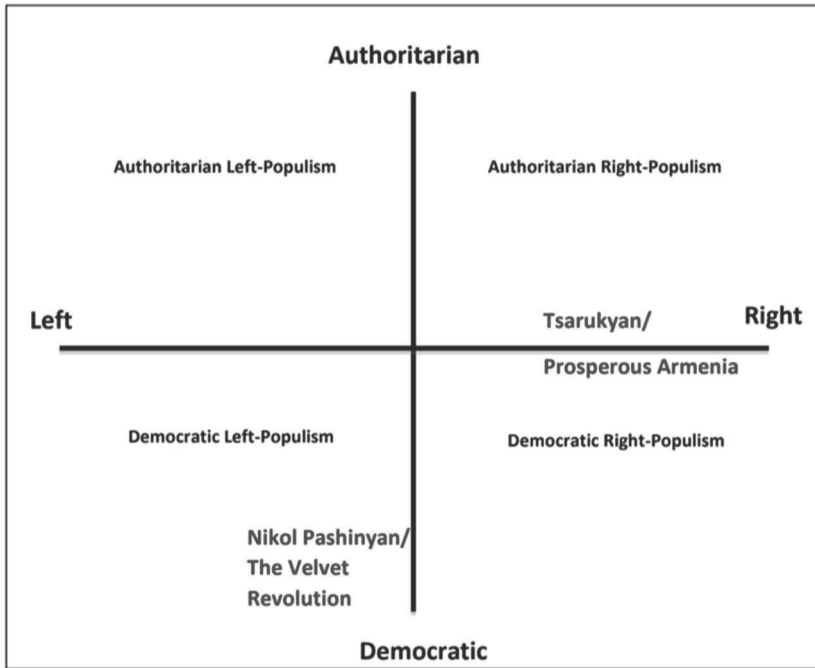 Authoritarian
Authoritarian Left-Populism
Authoritarian Right-Populism
Left
Tsarukyan/
Right
Prosperous Armenia
Democratic Left-Populism
Democratic Right-Populism
Nikol Pashinyan/
The Velvet
Revolution
Democratic